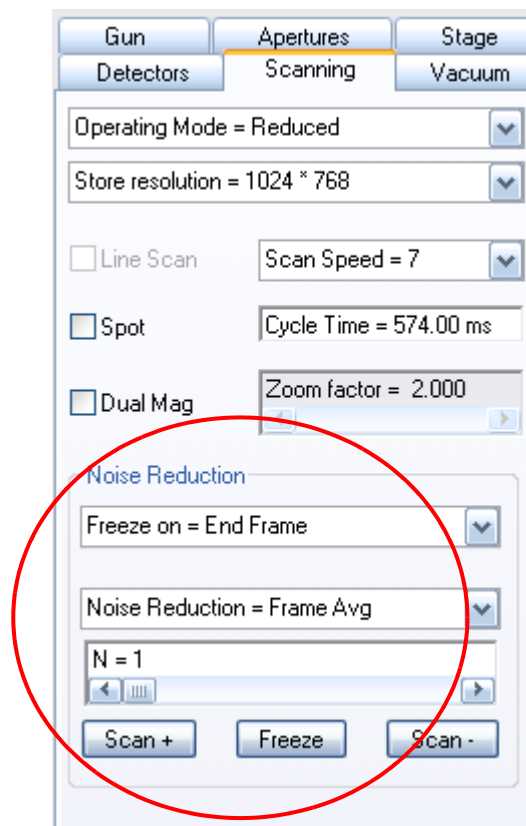 Gun Apertures Stage
Detectors Scanning Vacuum
Operating Mode = Reduced
Store resolution = 1024 * 768
Line Scan Scan Speed = 7
Spot Cycle Time = 574.00 ms
Dual Mag Zoom factor = 2.000
Noise Reduction
Freeze on = End Frame
Noise Reduction = Frame Avg
N = 1
Scan + Freeze Scan -